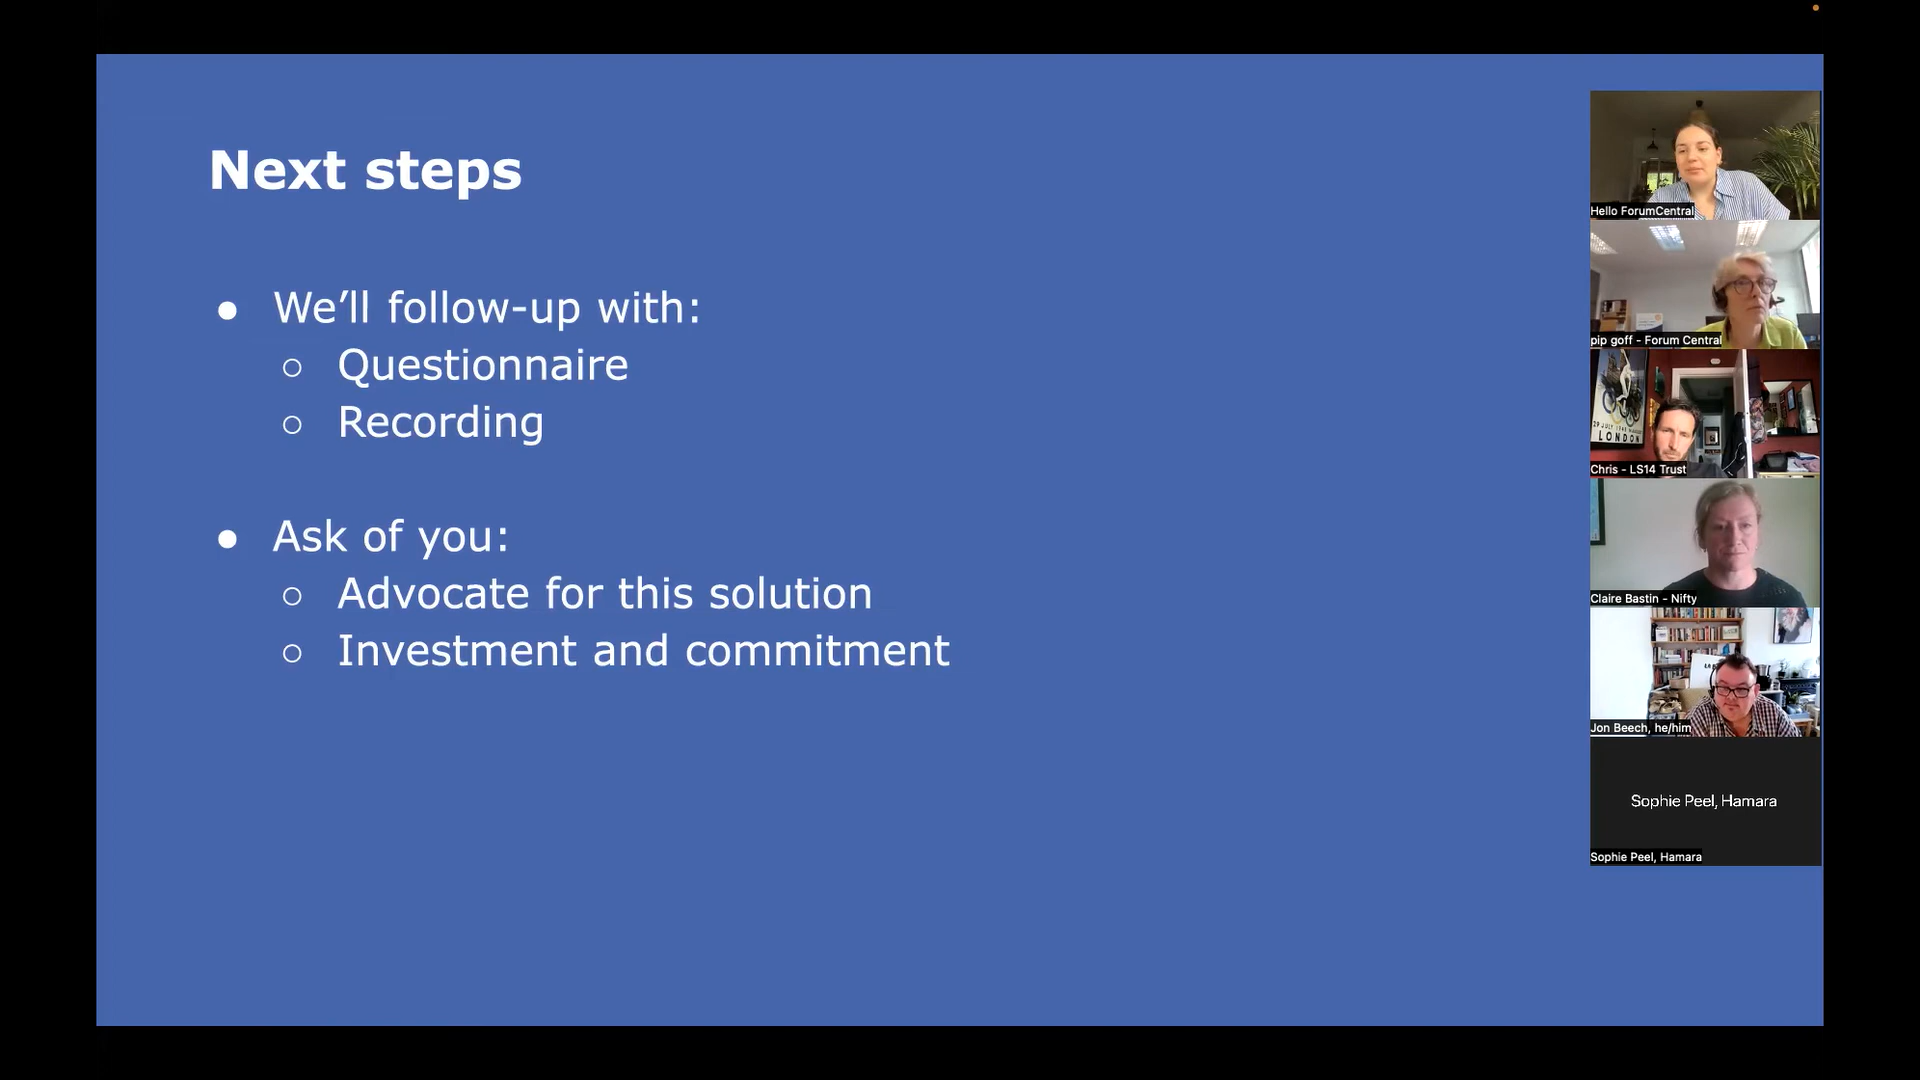 Next steps
● We’ll follow-up with:
○ Questionnaire
○ Recording
● Ask of you:
○ Advocate for this solution
○ Investment and commitment
Hello ForumCentral
pip goff - Forum Central
LONDON
Chris - LS14 Trust
Claire Bastin - Nifty
Jon Beech, he/him
Sophie Peel, Hamara
Sophie Peel, Hamara